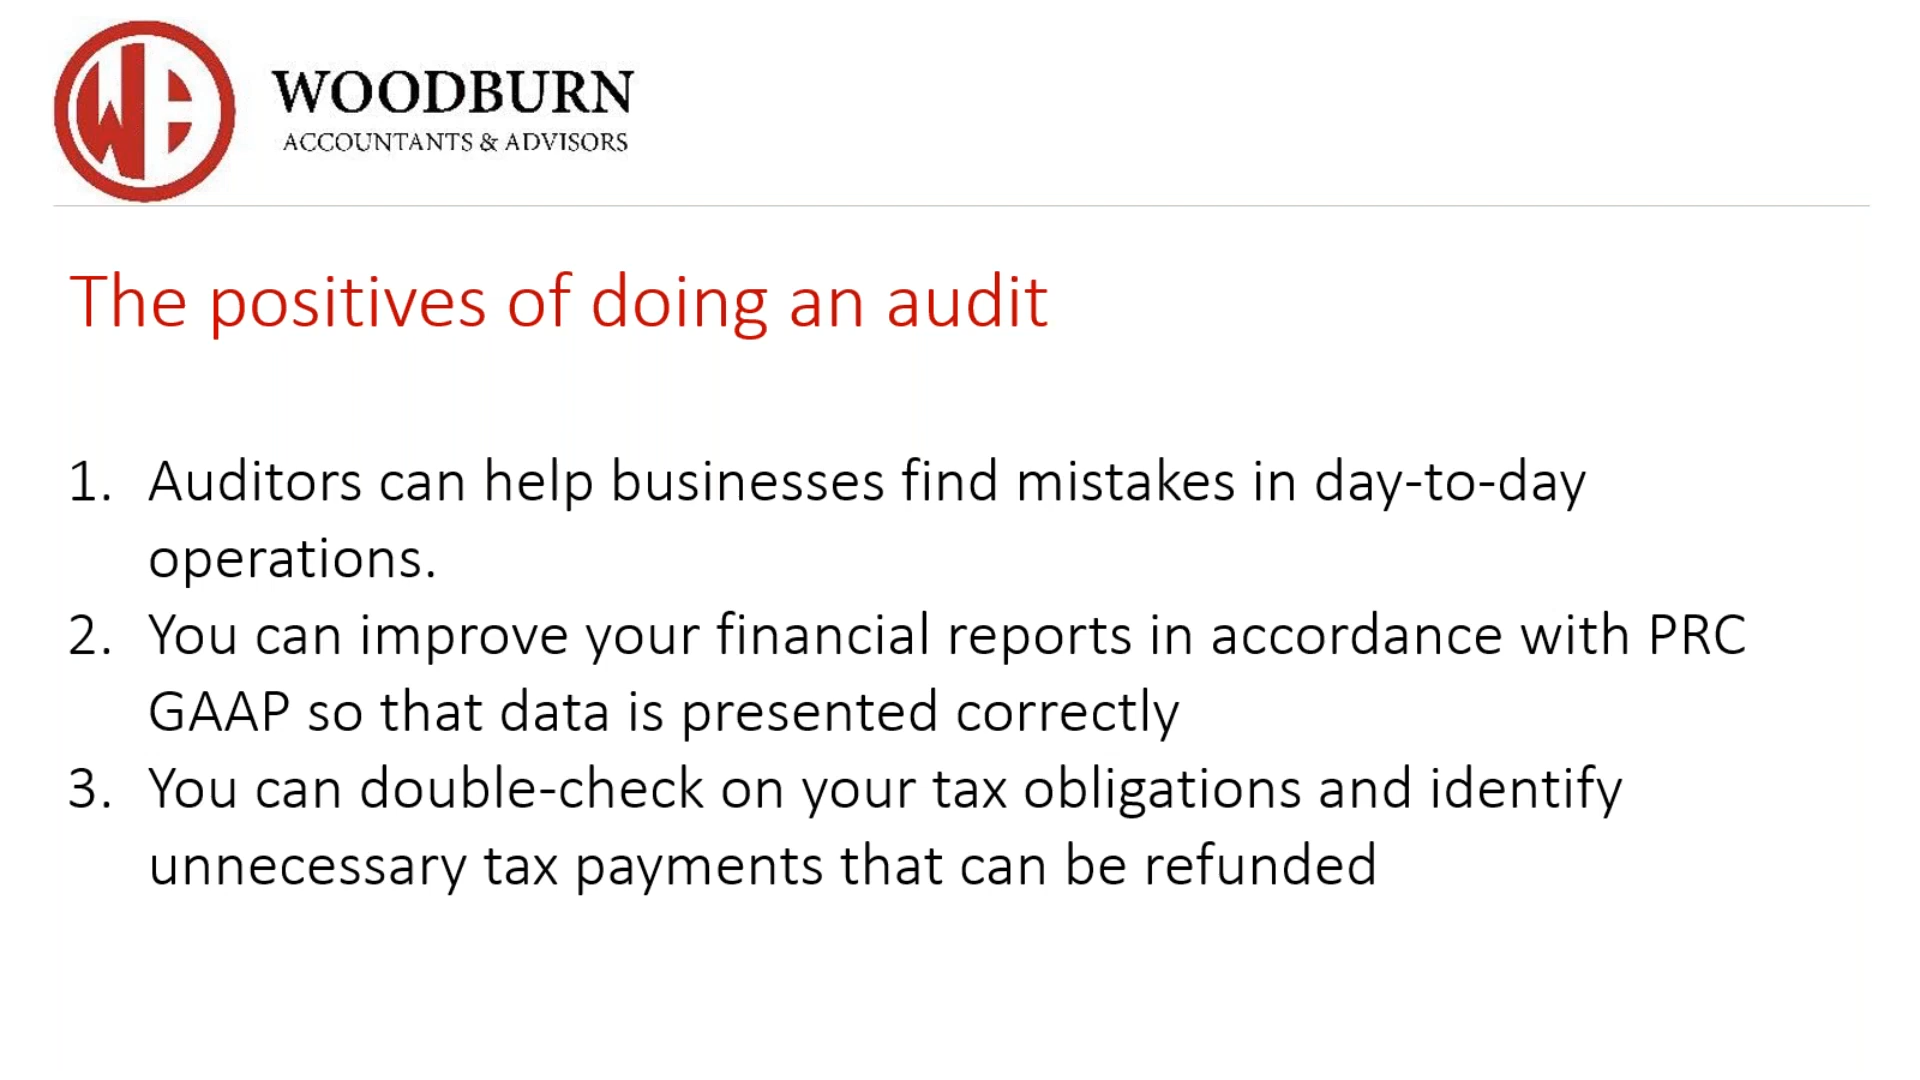 WOODBURN
ACCOUNTANTS & ADVISORS
The positives of doing an audit
1. Auditors can help businesses find mistakes in day-to-day
operations.
2. You can improve your financial reports in accordance with PRC
GAAP so that data is presented correctly
3. You can double-check on your tax obligations and identify
unnecessary tax payments that can be refunded